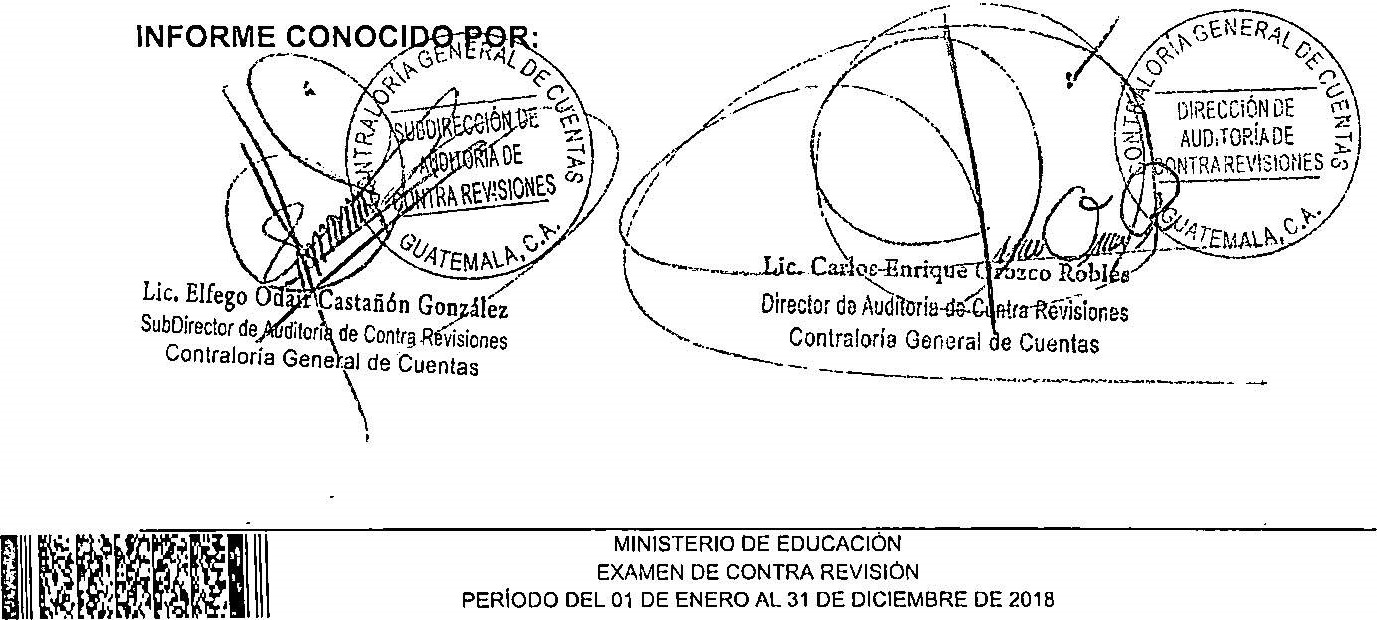 INFORME CONOCIDO POR:
CONTRALORÍA GENERAL DE CUENTAS
SUBDIRECCIÓN DE
AUDITORIA DE
CONTRA REVISIONES
GUATEMALA, C.A.
Lic. Elfego Odair Castañón González
SubDirector de Auditoria de Contra Revisiones
Contraloría General de Cuentas
CONTRALORÍA GENERAL DE CUENTAS
DIRECCIÓN DE
AUDITORÍA DE
CONTRA REVISIONES
GUATEMALA, C.A.
Lic. Carlos Enrique Orozco Robles
Director de Auditoria de Contra Revisiones
Contraloría General de Cuentas
MINISTERIO DE EDUCACIÓN
EXAMEN DE CONTRA REVISIÓN
PERÍODO DEL 01 DE ENERO AL 31 DE DICIEMBRE DE 2018